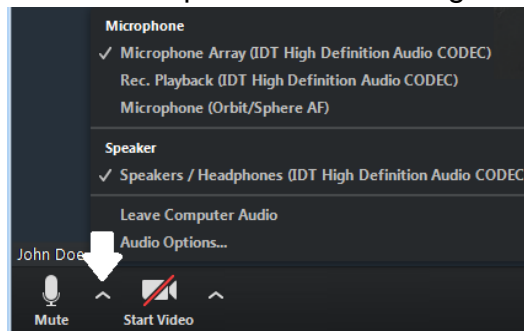 Microphone
✓ Microphone Array (IDT High Definition Audio CODEC)
Rec. Playback (IDT High Definition Audio CODEC)
Microphone (Orbit/Sphere AF)
Speaker
✓ Speakers / Headphones (IDT High Definition Audio CODEC
Leave Computer Audio
Audio Options...
John Doe
Mute
Start Video